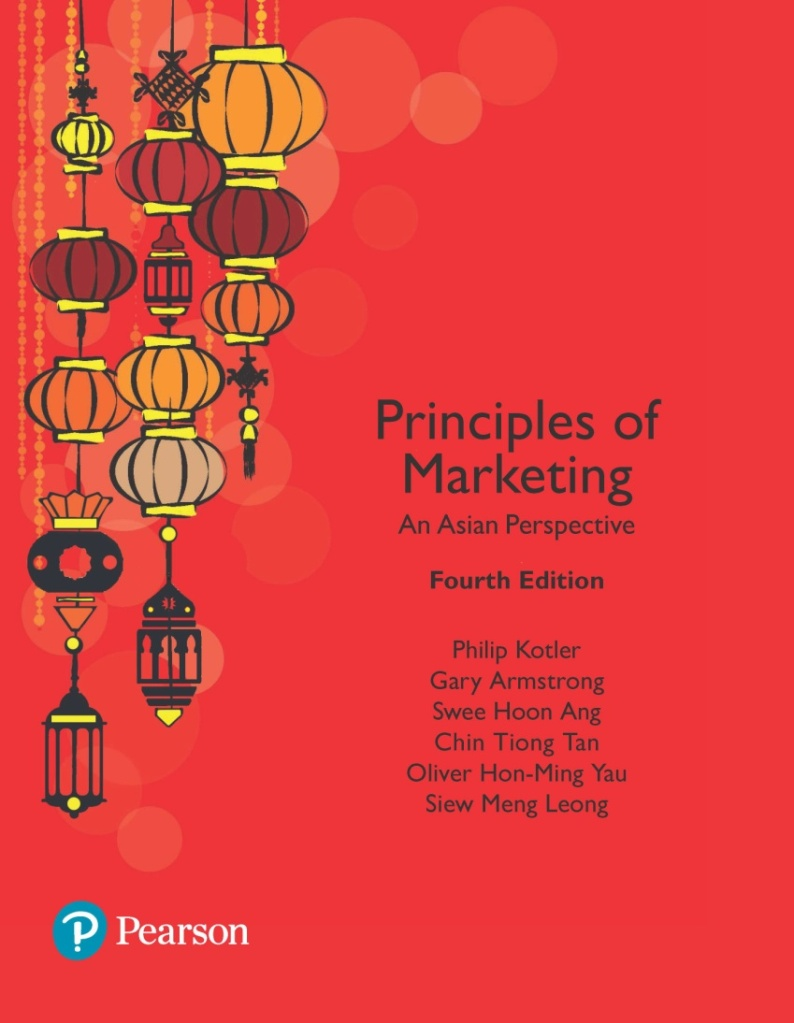 Principles of
Marketing
An Asian Perspective
Fourth Edition
Philip Kotler
Gary Armstrong
Swee Hoon Ang
Chin Tiong Tan
Oliver Hon-Ming Yau
Siew Meng Leong
Pearson